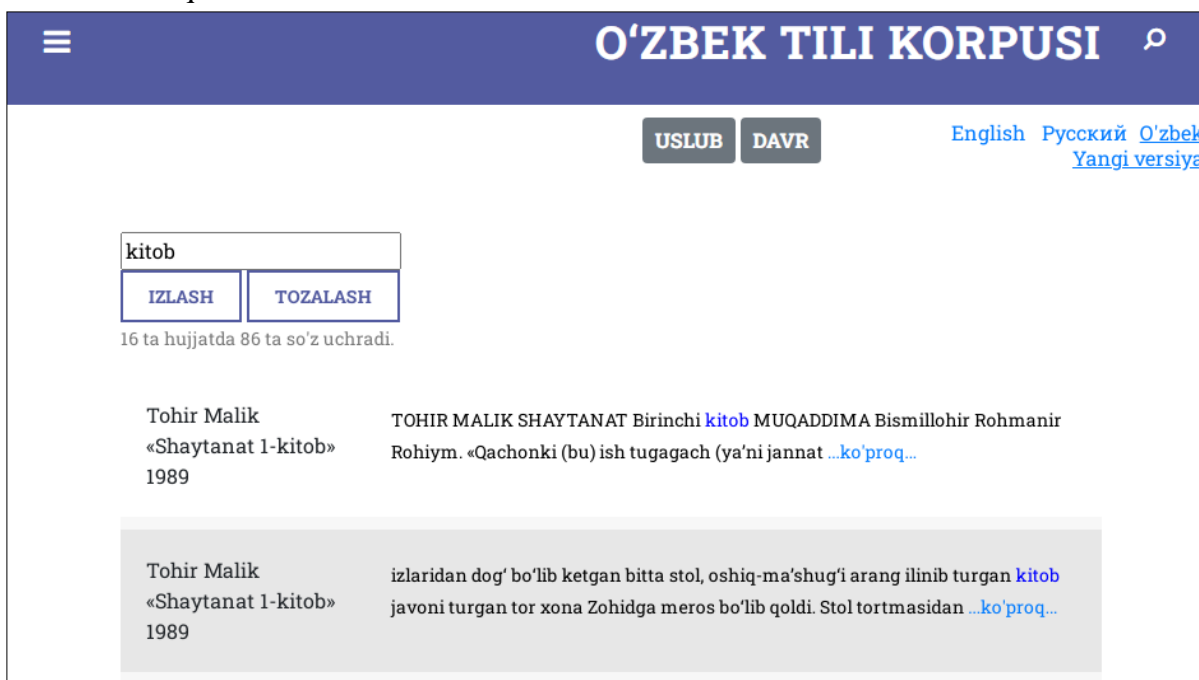 O‘ZBEK TILI KORPUSI
USLUB DAVR English Русский O'zbek
Yangi versiya
kitob
IZLASH TOZALASH
16 ta hujjatda 86 ta so'z uchradi.
Tohir Malik
«Shaytanat 1-kitob»
1989
TOHIR MALIK SHAYTANAT Birinchi kitob MUQADDIMA Bismillohir Rohmanir
Rohiym. «Qachonki (bu) ish tugagach (ya’ni jannat ...ko'proq...
Tohir Malik
«Shaytanat 1-kitob»
1989
izlaridan dog‘ bo‘lib ketgan bitta stol, oshiq-ma’shug‘i arang ilinib turgan kitob
javoni turgan tor xona Zohidga meros bo‘lib qoldi. Stol tortmasidan ...ko'proq...